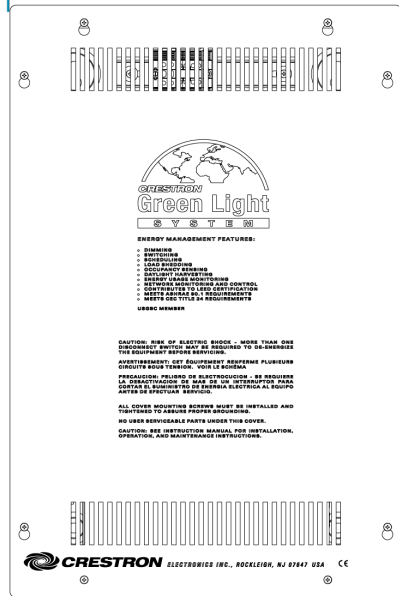 CRESTRON
Green Light
SYSTEM
ENERGY MANAGEMENT FEATURES:
DIMMING
SWITCHING
SCHEDULING
LOAD SHEDDING
OCCUPANCY SENSING
DAYLIGHT HARVESTING
ENERGY USAGE MONITORING
NETWORK MONITORING AND CONTROL
CONTRIBUTES TO LEED CERTIFICATION
MEETS ASHRAE 90.1 REQUIREMENTS
MEETS CEC TITLE 24 REQUIREMENTS
USGBC MEMBER
CAUTION: RISK OF ELECTRIC SHOCK - MORE THAN ONE
DISCONNECT SWITCH MAY BE REQUIRED TO DE-ENERGIZE
THE EQUIPMENT BEFORE SERVICING.
AVERTISSEMENT: CET ÉQUIPEMENT RENFERME PLUSIEURS
CIRCUITS SOUS TENSION. VOIR LE SCHÉMA
PRECAUCION: PELIGRO DE ELECTROCUCION - SE REQUIERE
LA DESACTIVACION DE MAS DE UN INTERRUPTOR PARA
CORTAR EL SUMINISTRO DE ENERGIA ELECTRICA AL EQUIPO
ANTES DE EFECTUAR SERVICIO.
ALL COVER MOUNTING SCREWS MUST BE INSTALLED AND
TIGHTENED TO ASSURE PROPER GROUNDING.
NO USER SERVICEABLE PARTS UNDER THIS COVER.
CAUTION: SEE INSTRUCTION MANUAL FOR INSTALLATION,
OPERATION, AND MAINTENANCE INSTRUCTIONS.
CRESTRON ELECTRONICS INC., ROCKLEIGH, NJ 07647 USA CE